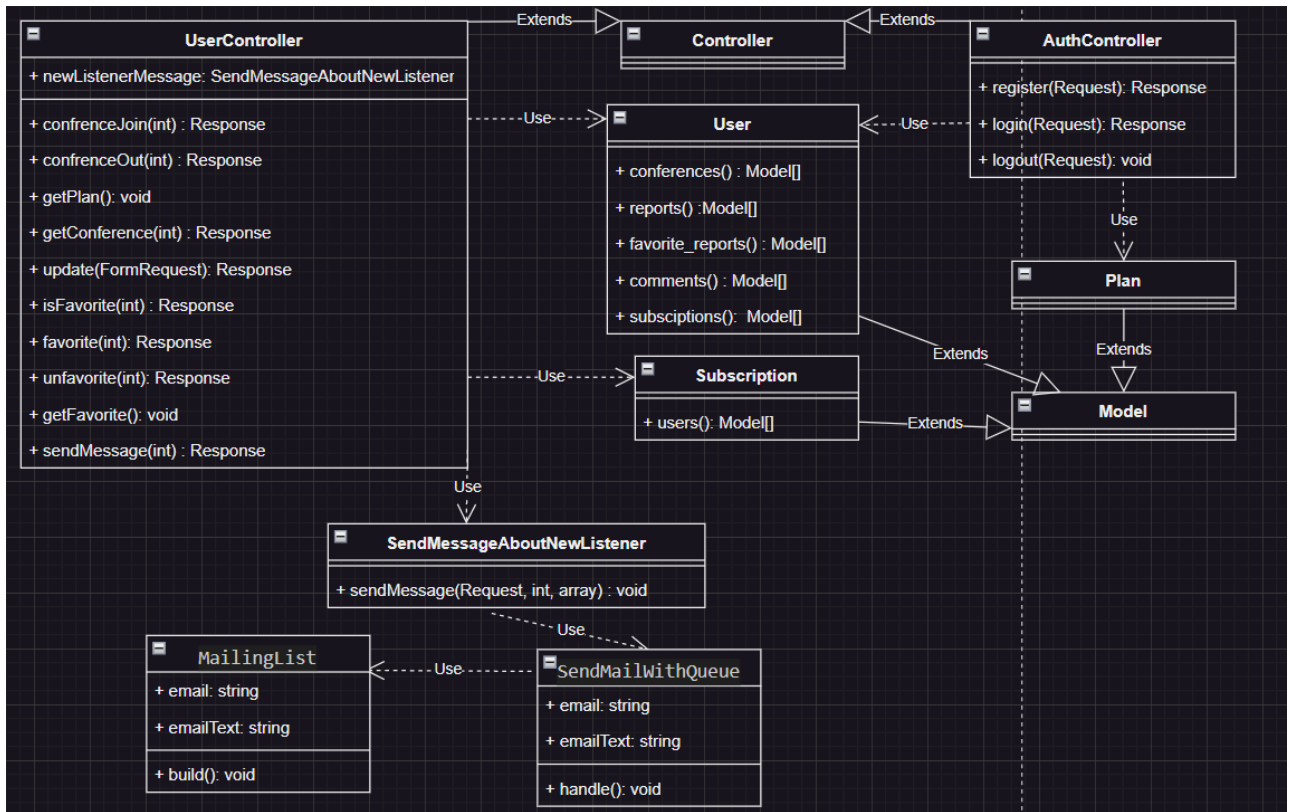 UserController
+ newListenerMessage: SendMessageAboutNewListener
+ confrenceJoin(int) : Response
+ confrenceOut(int) : Response
+ getPlan(): void
+ getConference(int) : Response
+ update(FormRequest): Response
+ isFavorite(int) : Response
+ favorite(int): Response
+ unfavorite(int): Response
+ getFavorite(): void
+ sendMessage(int) : Response
Extends
Controller
Extends
AuthController
+ register(Request): Response
+ login(Request): Response
+ logout(Request): void
Use
User
+ conferences() : Model[]
+ reports() :Model[]
+ favorite_reports() : Model[]
+ comments() : Model[]
+ subsciptions():  Model[]
Use
Use
Plan
Extends
Extends
Use
Subscription
+ users(): Model[]
Extends
Model
Use
SendMessageAboutNewListener
+ sendMessage(Request, int, array) : void
Use
MailingList
+ email: string
+ emailText: string
+ build(): void
Use
SendMailWithQueue
+ email: string
+ emailText: string
+ handle(): void